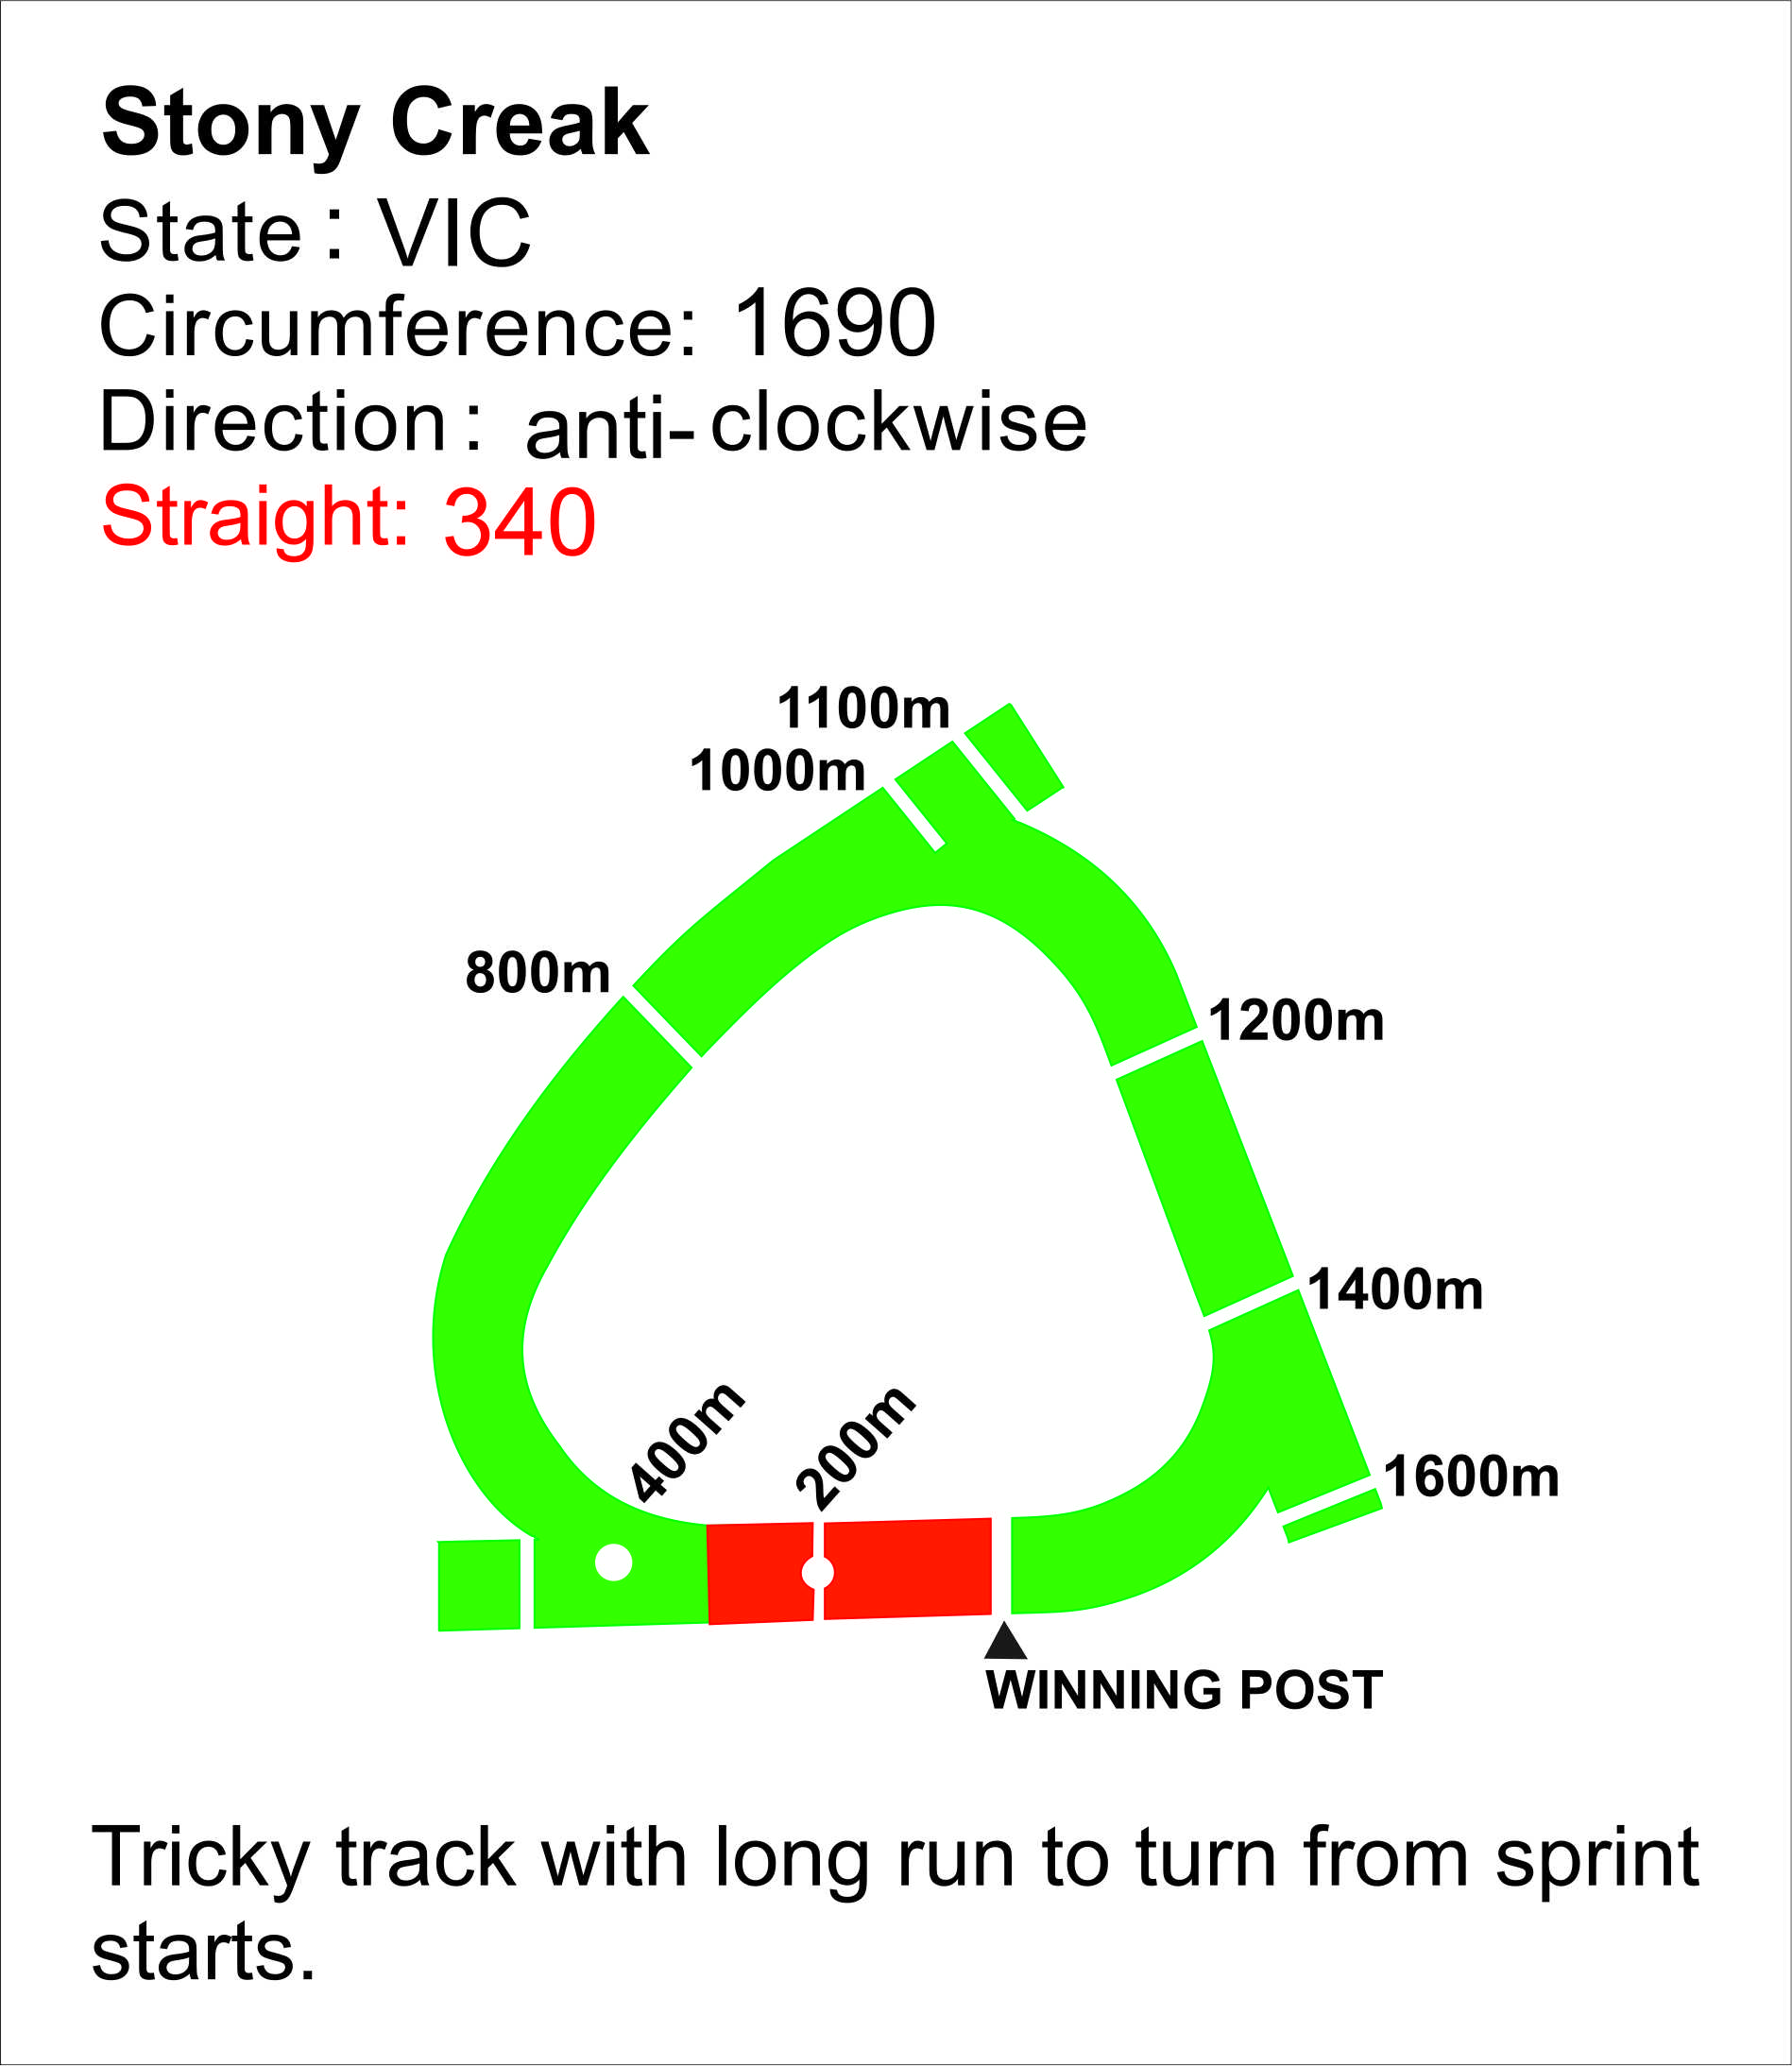 Stony Creak
State : VIC
Circumference: 1690
Direction : anti-clockwise
Straight: 340
1100m
1000m
800m
1200m
1400m
400m
200m
1600m
WINNING POST
Tricky track with long run to turn from sprint
starts.